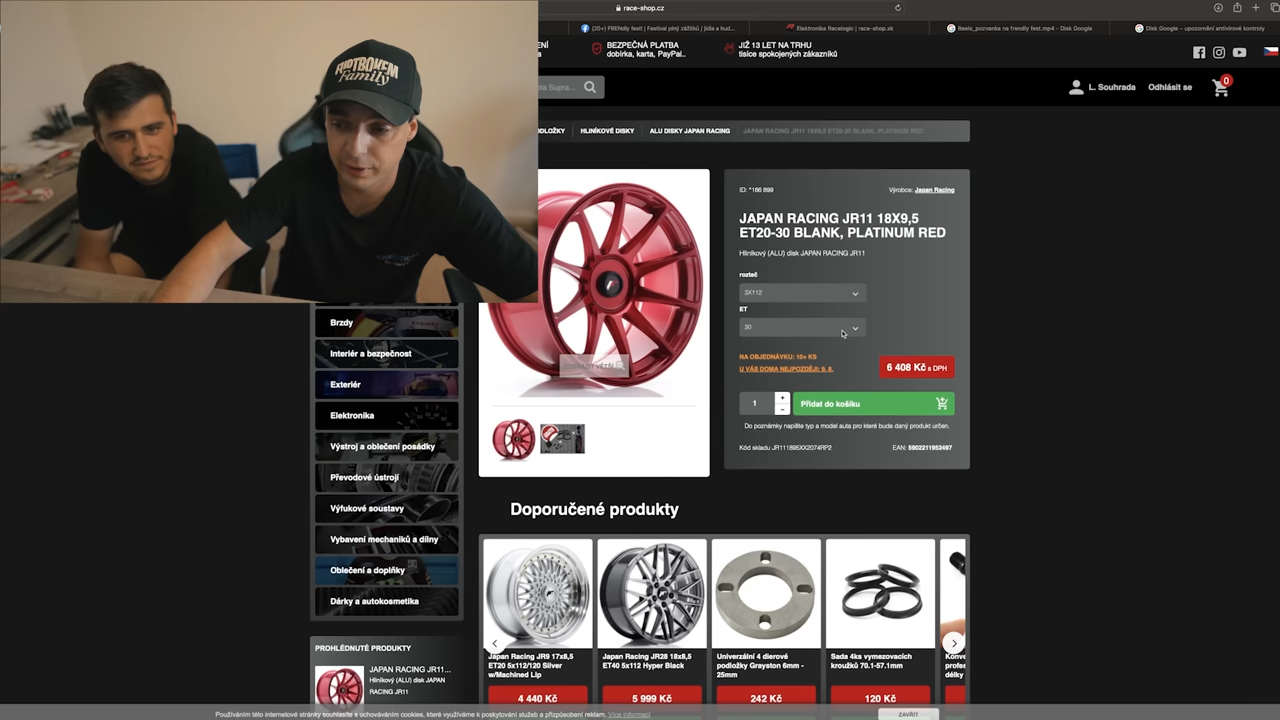 race-shop.cz
(20+) FRENdly fest! | Festival plný zážitků / jídla a hud...
Elektronika Racelogic | race-shop.sk
Reels_pozvanka na frendly fest.mp4 – Disk Google
Disk Google – upozornění antivirové kontroly
BEZPEČNÁ PLATBA
dobírka, karta, PayPal..
JIŽ 13 LET NA TRHU
tisíce spokojených zákazníků
Family
Supra...
L. Souhrada
Odhlásit se
0
HLINÍKOVÉ DISKY
ALU DISKY JAPAN RACING
JAPAN RACING JR11 18X9,5 ET20-30 BLANK, PLATINUM RED
ID: *166 899
Výrobce: Japan Racing
JAPAN RACING JR11 18X9,5
ET20-30 BLANK, PLATINUM RED
Hliníkový (ALU) disk JAPAN RACING JR11
rozteč
3X112
ET
30
NA OBJEDNÁVKU: 10+ KS
U VÁS DOMA NEJPOZDĚJI: 9. 8.
6 408 Kč s DPH
1
+
-
Přidat do košíku
Do poznámky napište typ a model auta pro které bude daný produkt určen.
Kód skladu JR111895XX2074RP2
EAN: 5902211952497
Brzdy
Interiér a bezpečnost
Exteriér
Elektronika
Výstroj a oblečení posádky
Převodové ústrojí
Výfukové soustavy
Vybavení mechaniků a dílny
Oblečení a doplňky
Dárky a autokosmetika
PROHLÉDNUTÉ PRODUKTY
JAPAN RACING JR11...
Hliníkový (ALU) disk JAPAN
RACING JR11
Doporučené produkty
Japan Racing JR9 17x8,5
ET20 5x112/120 Silver
w/Machined Lip
4 440 Kč
Japan Racing JR28 18x8,5
ET40 5x112 Hyper Black
5 999 Kč
Univerzální 4 dierové
podložky Grayston 6mm -
25mm
242 Kč
Sada 4ks vymezovacích
kroužků 70.1-57.1mm
120 Kč
Konve
profes
délky
Používáním této internetové stránky souhlasíte s uchováváním cookies, které využíváme k poskytování služeb a přizpůsobení reklam. Více informací
ZAVŘÍT